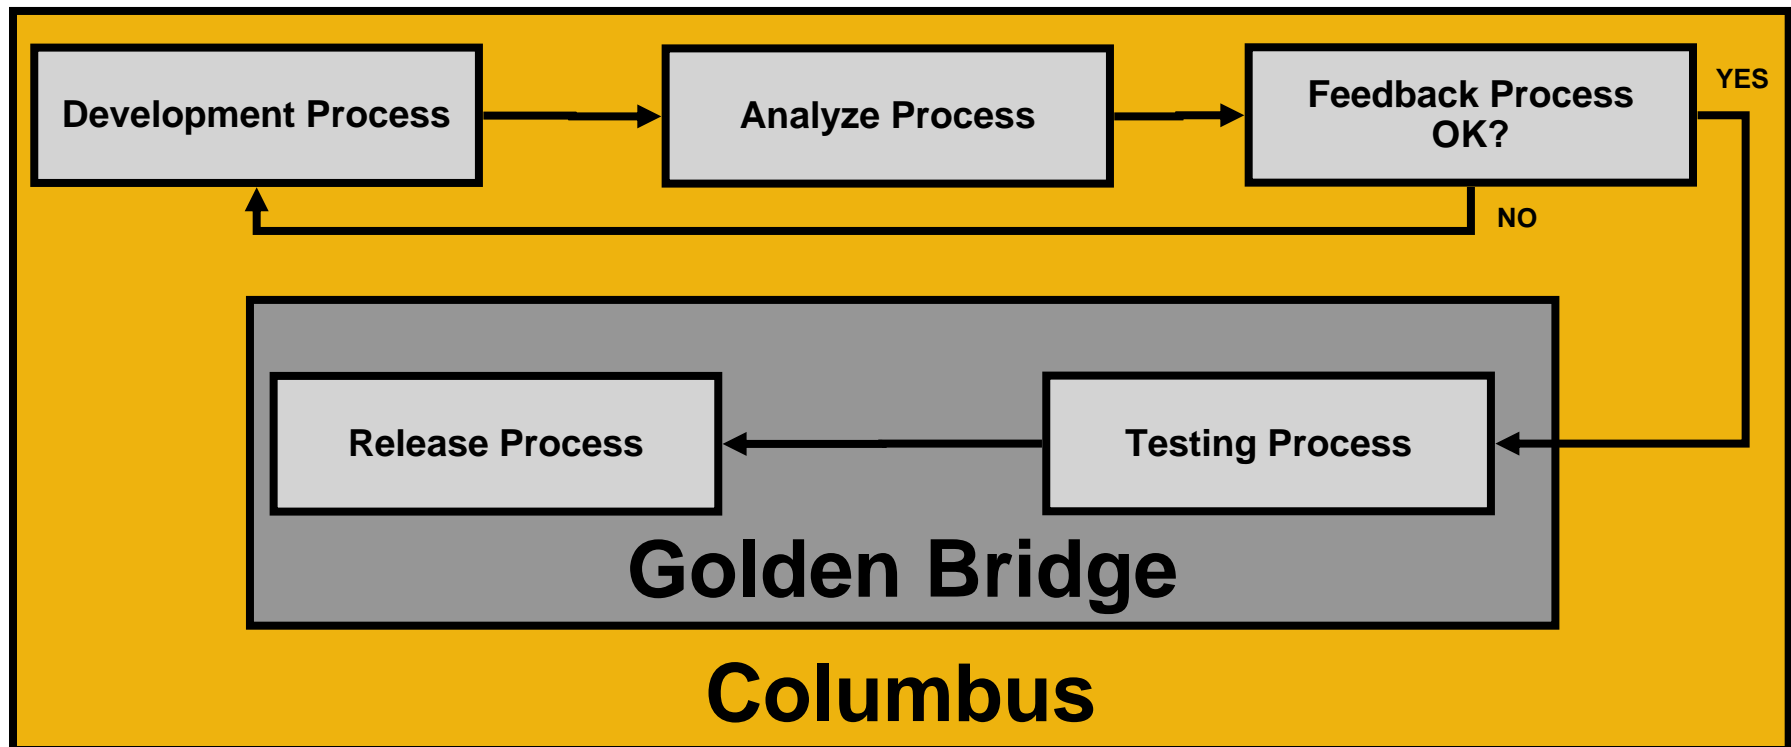 Development Process
Analyze Process
Feedback Process
OK?
YES
NO
Release Process
Testing Process
Golden Bridge
Columbus